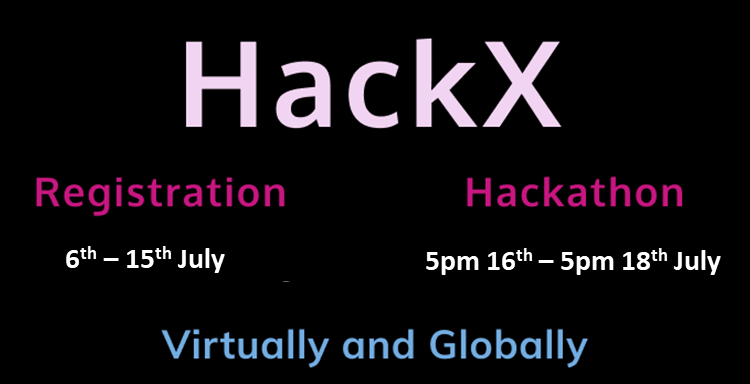 HackX
Registration
Hackathon
6th – 15th July
5pm 16th – 5pm 18th July
Virtually and Globally